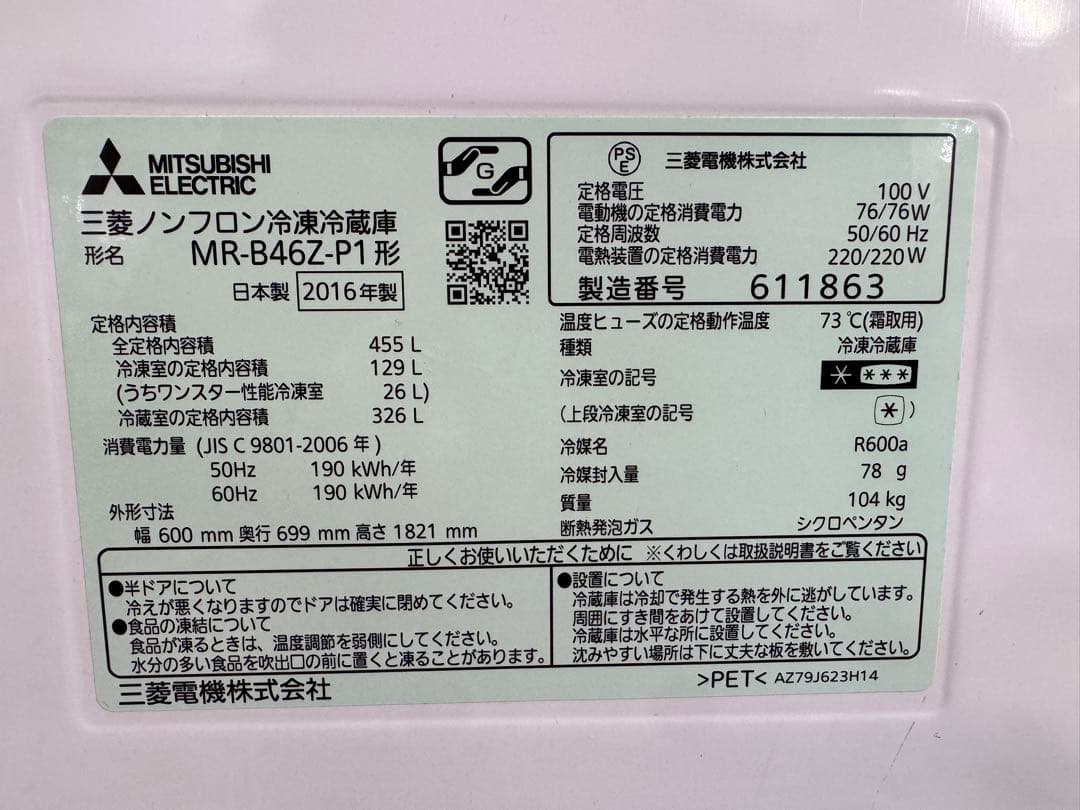 MITSUBISHI
ELECTRIC
G
三菱ノンフロン冷凍冷蔵庫
形名 MR-B46Z-P1形
日本製 2016年製
PS
E
三菱電機株式会社
定格電圧 100 V
電動機の定格消費電力 76/76W
定格周波数 50/60 Hz
電熱装置の定格消費電力 220/220W
製造番号 611863
定格内容積
全定格内容積 455 L
冷凍室の定格内容積 129 L
(うちワンスター性能冷凍室 26 L)
冷蔵室の定格内容積 326 L
消費電力量 (JIS C 9801-2006 年)
50Hz 190 kWh/年
60Hz 190 kWh/年
外形寸法
幅 600 mm 奥行 699 mm 高さ 1821 mm
温度ヒューズの定格動作温度 73 ℃(霜取用)
種類 冷凍冷蔵庫
冷凍室の記号 * ***
(上段冷凍室の記号 * )
冷媒名 R600a
冷媒封入量 78 g
質量 104 kg
断熱発泡ガス シクロペンタン
正しくお使いいただくために ※くわしくは取扱説明書をご覧ください
●半ドアについて
冷えが悪くなりますのでドアは確実に閉めてください。
●食品の凍結について
食品が凍るときは、温度調節を弱側にしてください。
水分の多い食品を吹出口の前に置くと凍ることがあります。
●設置について
冷蔵庫は冷却で発生する熱を外に逃がしています。
周囲にすき間をあけて設置してください。
冷蔵庫は水平な所に設置してください。
沈みやすい場所は下に丈夫な板を敷いてください。
三菱電機株式会社
>PET< AZ79J623H14